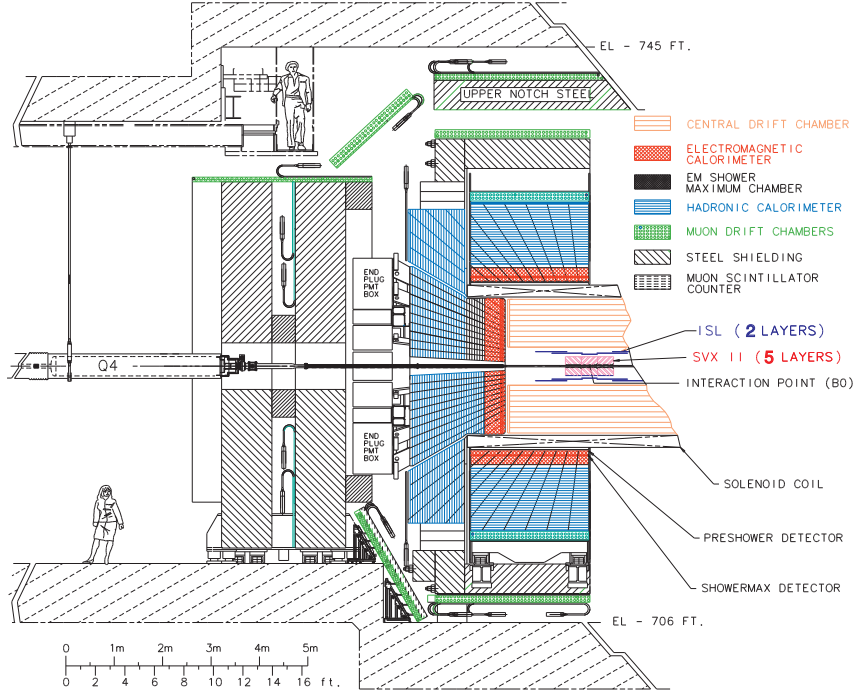 EL - 745 FT.
UPPER NOTCH STEEL
CENTRAL DRIFT CHAMBER
ELECTROMAGNETIC
CALORIMETER
EM SHOWER
MAXIMUM CHAMBER
HADRONIC CALORIMETER
MUON DRIFT CHAMBERS
STEEL SHIELDING
MUON SCINTILLATOR
COUNTER
END
PLUG
PMT
BOX
ISL (2 LAYERS)
SVX II (5 LAYERS)
INTERACTION POINT (B0)
Q4
END
PLUG
PMT
BOX
SOLENOID COIL
PRESHOWER DETECTOR
SHOWERMAX DETECTOR
EL - 706 FT.
0 1m 2m 3m 4m 5m
0 2 4 6 8 10 12 14 16 ft.